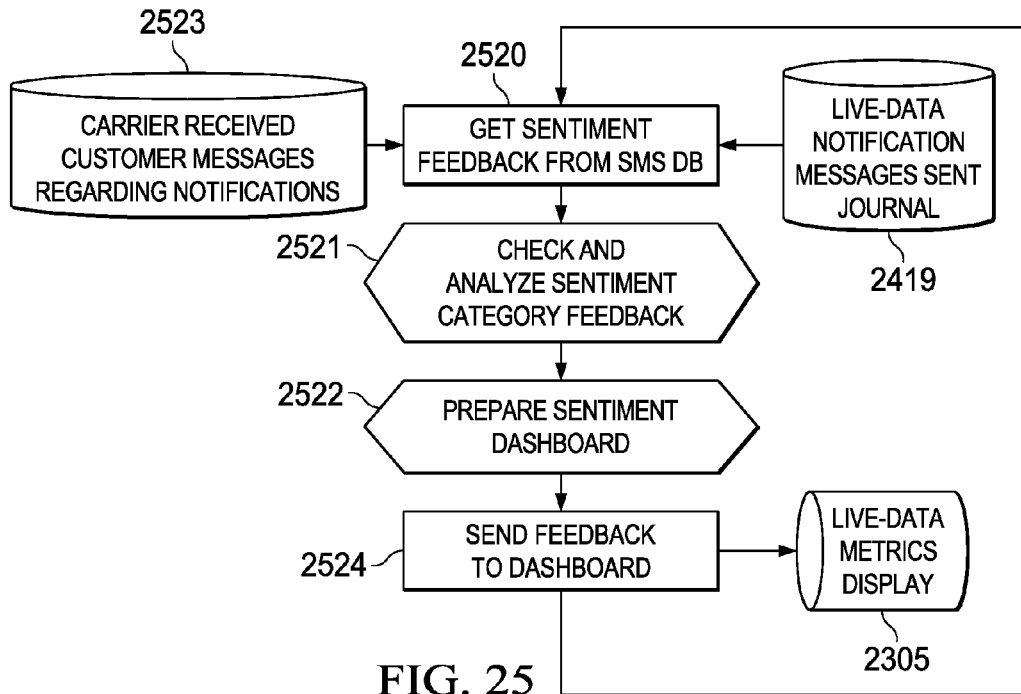 2523
CARRIER RECEIVED
CUSTOMER MESSAGES
REGARDING NOTIFICATIONS
2520
GET SENTIMENT
FEEDBACK FROM SMS DB
LIVE-DATA
NOTIFICATION
MESSAGES SENT
JOURNAL
2419
2521
CHECK AND
ANALYZE SENTIMENT
CATEGORY FEEDBACK
2522
PREPARE SENTIMENT
DASHBOARD
2524
SEND FEEDBACK
TO DASHBOARD
LIVE-DATA
METRICS
DISPLAY
2305
FIG. 25